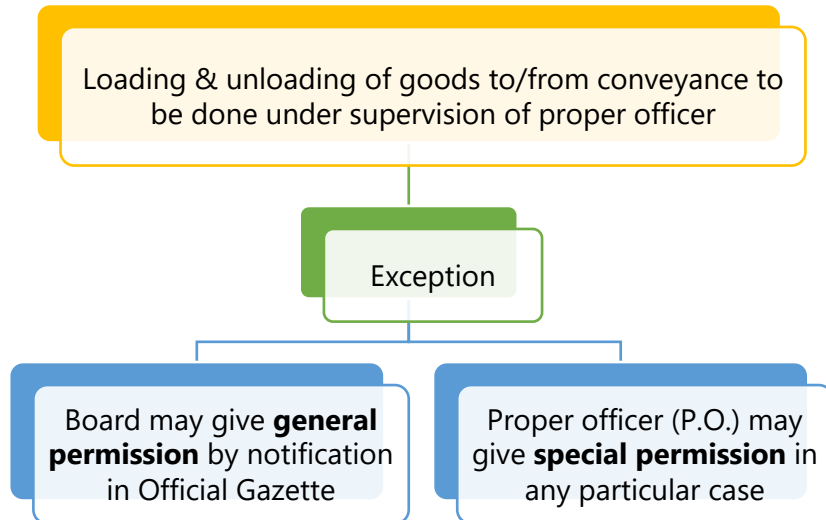 Loading & unloading of goods to/from conveyance to
be done under supervision of proper officer
Exception
Board may give general
permission by notification
in Official Gazette
Proper officer (P.O.) may
give special permission in
any particular case